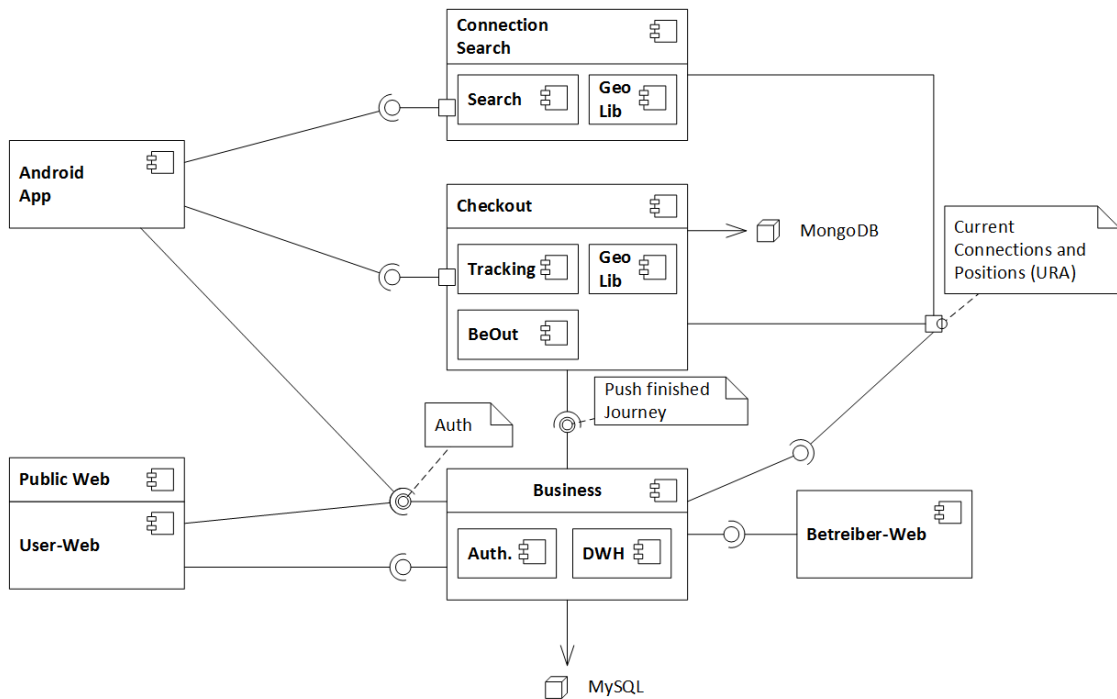 Connection
Search
Search
Geo
Lib
Android
App
Checkout
MongoDB
Current
Connections and
Positions (URA)
Tracking
Geo
Lib
BeOut
Push finished
Journey
Auth
Public Web
Business
User-Web
Auth.
DWH
Betreiber-Web
MySQL